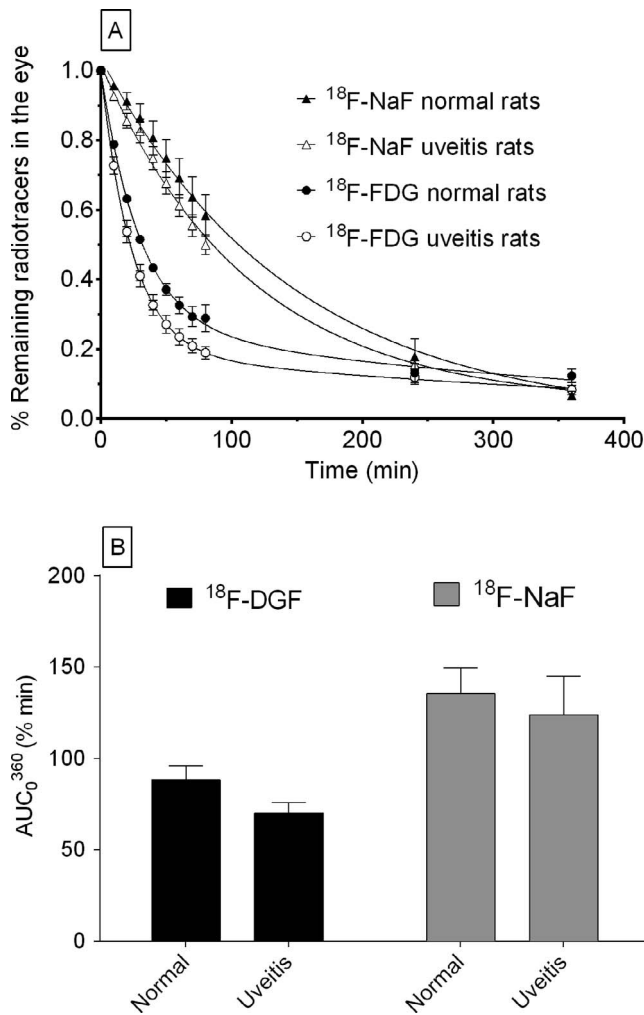 A
% Remaining radiotracers in the eye
1.0
0.8
0.6
0.4
0.2
0.0
18F-NaF normal rats
18F-NaF uveitis rats
18F-FDG normal rats
18F-FDG uveitis rats
0 100 200 300 400
Time (min)
B
AUC0 360 (% min)
200
150
100
50
0
18F-DGF 18F-NaF
Normal Uveitis Normal Uveitis